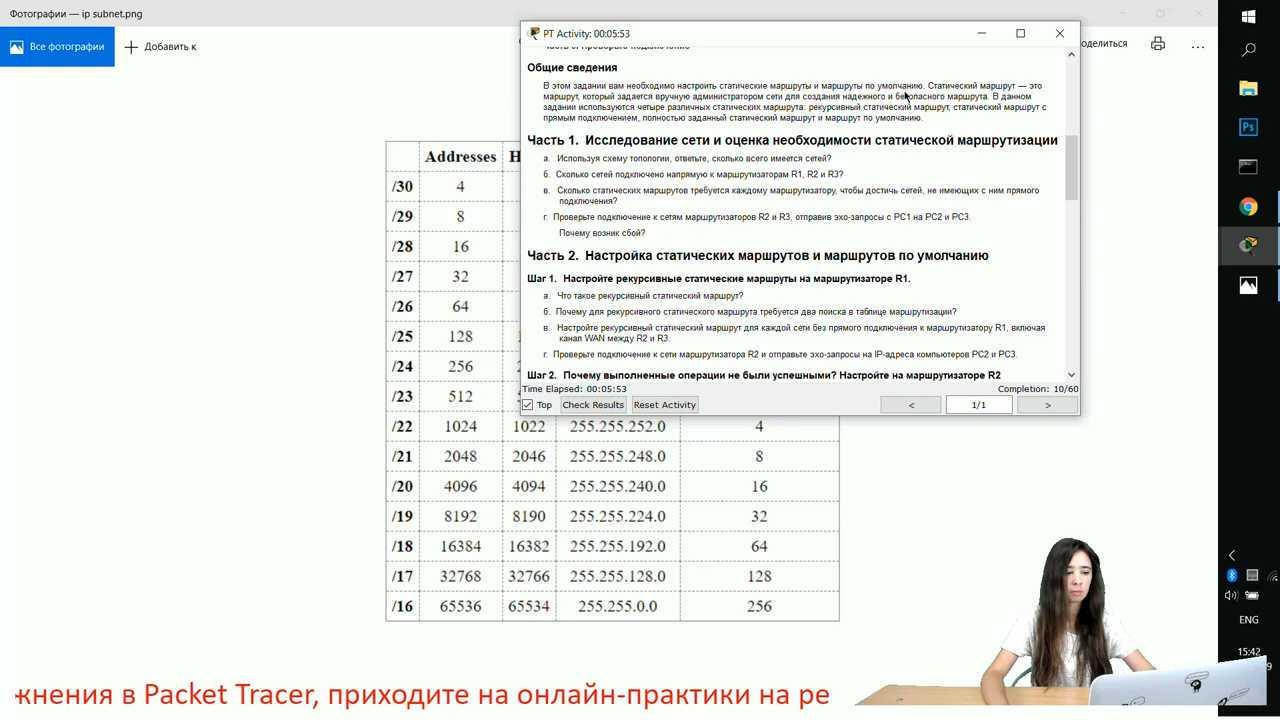 Фотографии — ip subnet.png
Все фотографии
Добавить к
оделиться
PT Activity: 00:05:53
Общие сведения
В этом задании вам необходимо настроить статические маршруты и маршруты по умолчанию. Статический маршрут — это
маршрут, который задается вручную администратором сети для создания надежного и безопасного маршрута. В данном
задании используются четыре различных статических маршрута: рекурсивный статический маршрут, статический маршрут с
прямым подключением, полностью заданный статический маршрут и маршрут по умолчанию.
Часть 1. Исследование сети и оценка необходимости статической маршрутизации
а. Используя схему топологии, ответьте, сколько всего имеется сетей?
б. Сколько сетей подключено напрямую к маршрутизаторам R1, R2 и R3?
в. Сколько статических маршрутов требуется каждому маршрутизатору, чтобы достичь сетей, не имеющих с ним прямого
подключения?
г. Проверьте подключение к сетям маршрутизаторов R2 и R3, отправив эхо-запросы с PC1 на PC2 и PC3.
Почему возник сбой?
Часть 2. Настройка статических маршрутов и маршрутов по умолчанию
Шаг 1. Настройте рекурсивные статические маршруты на маршрутизаторе R1.
а. Что такое рекурсивный статический маршрут?
б. Почему для рекурсивного статического маршрута требуется два поиска в таблице маршрутизации?
в. Настройте рекурсивный статический маршрут для каждой сети без прямого подключения к маршрутизатору R1, включая
канал WAN между R2 и R3.
г. Проверьте подключение к сети маршрутизатора R2 и отправьте эхо-запросы на IP-адреса компьютеров PC2 и PC3.
Шаг 2. Почему выполненные операции не были успешными? Настройте на маршрутизаторе R2
Time Elapsed: 00:05:53 Completion: 10/60
Top Check Results Reset Activity < 1/1 >
Addresses H
/30 4
/29 8
/28 16
/27 32
/26 64
/25 128
/24 256
/23 512
/22 1024 1022 255.255.252.0 4
/21 2048 2046 255.255.248.0 8
/20 4096 4094 255.255.240.0 16
/19 8192 8190 255.255.224.0 32
/18 16384 16382 255.255.192.0 64
/17 32768 32766 255.255.128.0 128
/16 65536 65534 255.255.0.0 256
Ps
ENG
15:42
9
жнения в Packet Tracer, приходите на онлайн-практики на ре